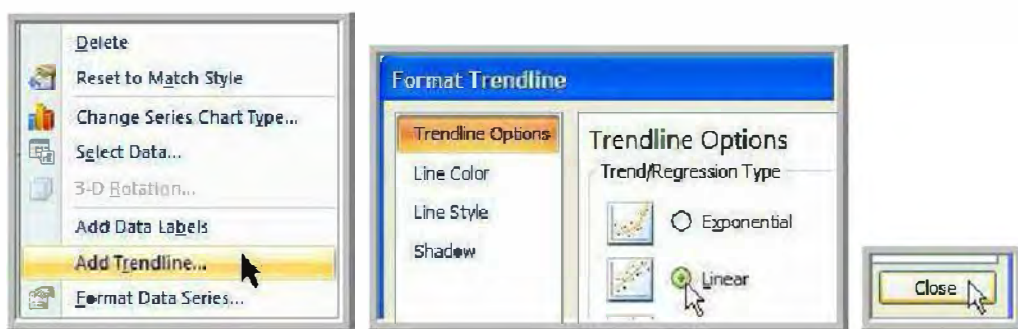 Delete
Reset to Match Style
Change Series Chart Type...
Select Data...
3-D Rotation...
Add Data Labels
Add Trendline...
Format Data Series...
Format Trendline
Trendline Options
Line Color
Line Style
Shadow
Trendline Options
Trend/Regression Type
Exponential
Linear
Close